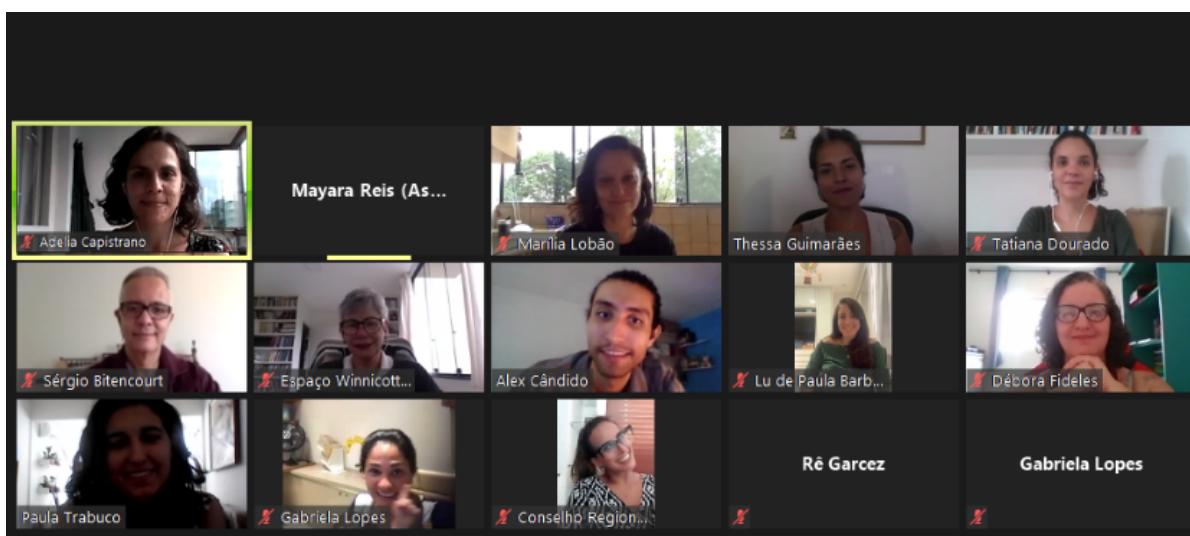 Adelia Capistrano
Mayara Reis (As...
Marília Lobão
Thessa Guimarães
Tatiana Dourado
Sérgio Bitencourt
Espaço Winnicott...
Alex Cândido
Lu de Paula Barb...
Débora Fideles
Paula Trabuco
Gabriela Lopes
Conselho Region...
Rê Garcez
Gabriela Lopes